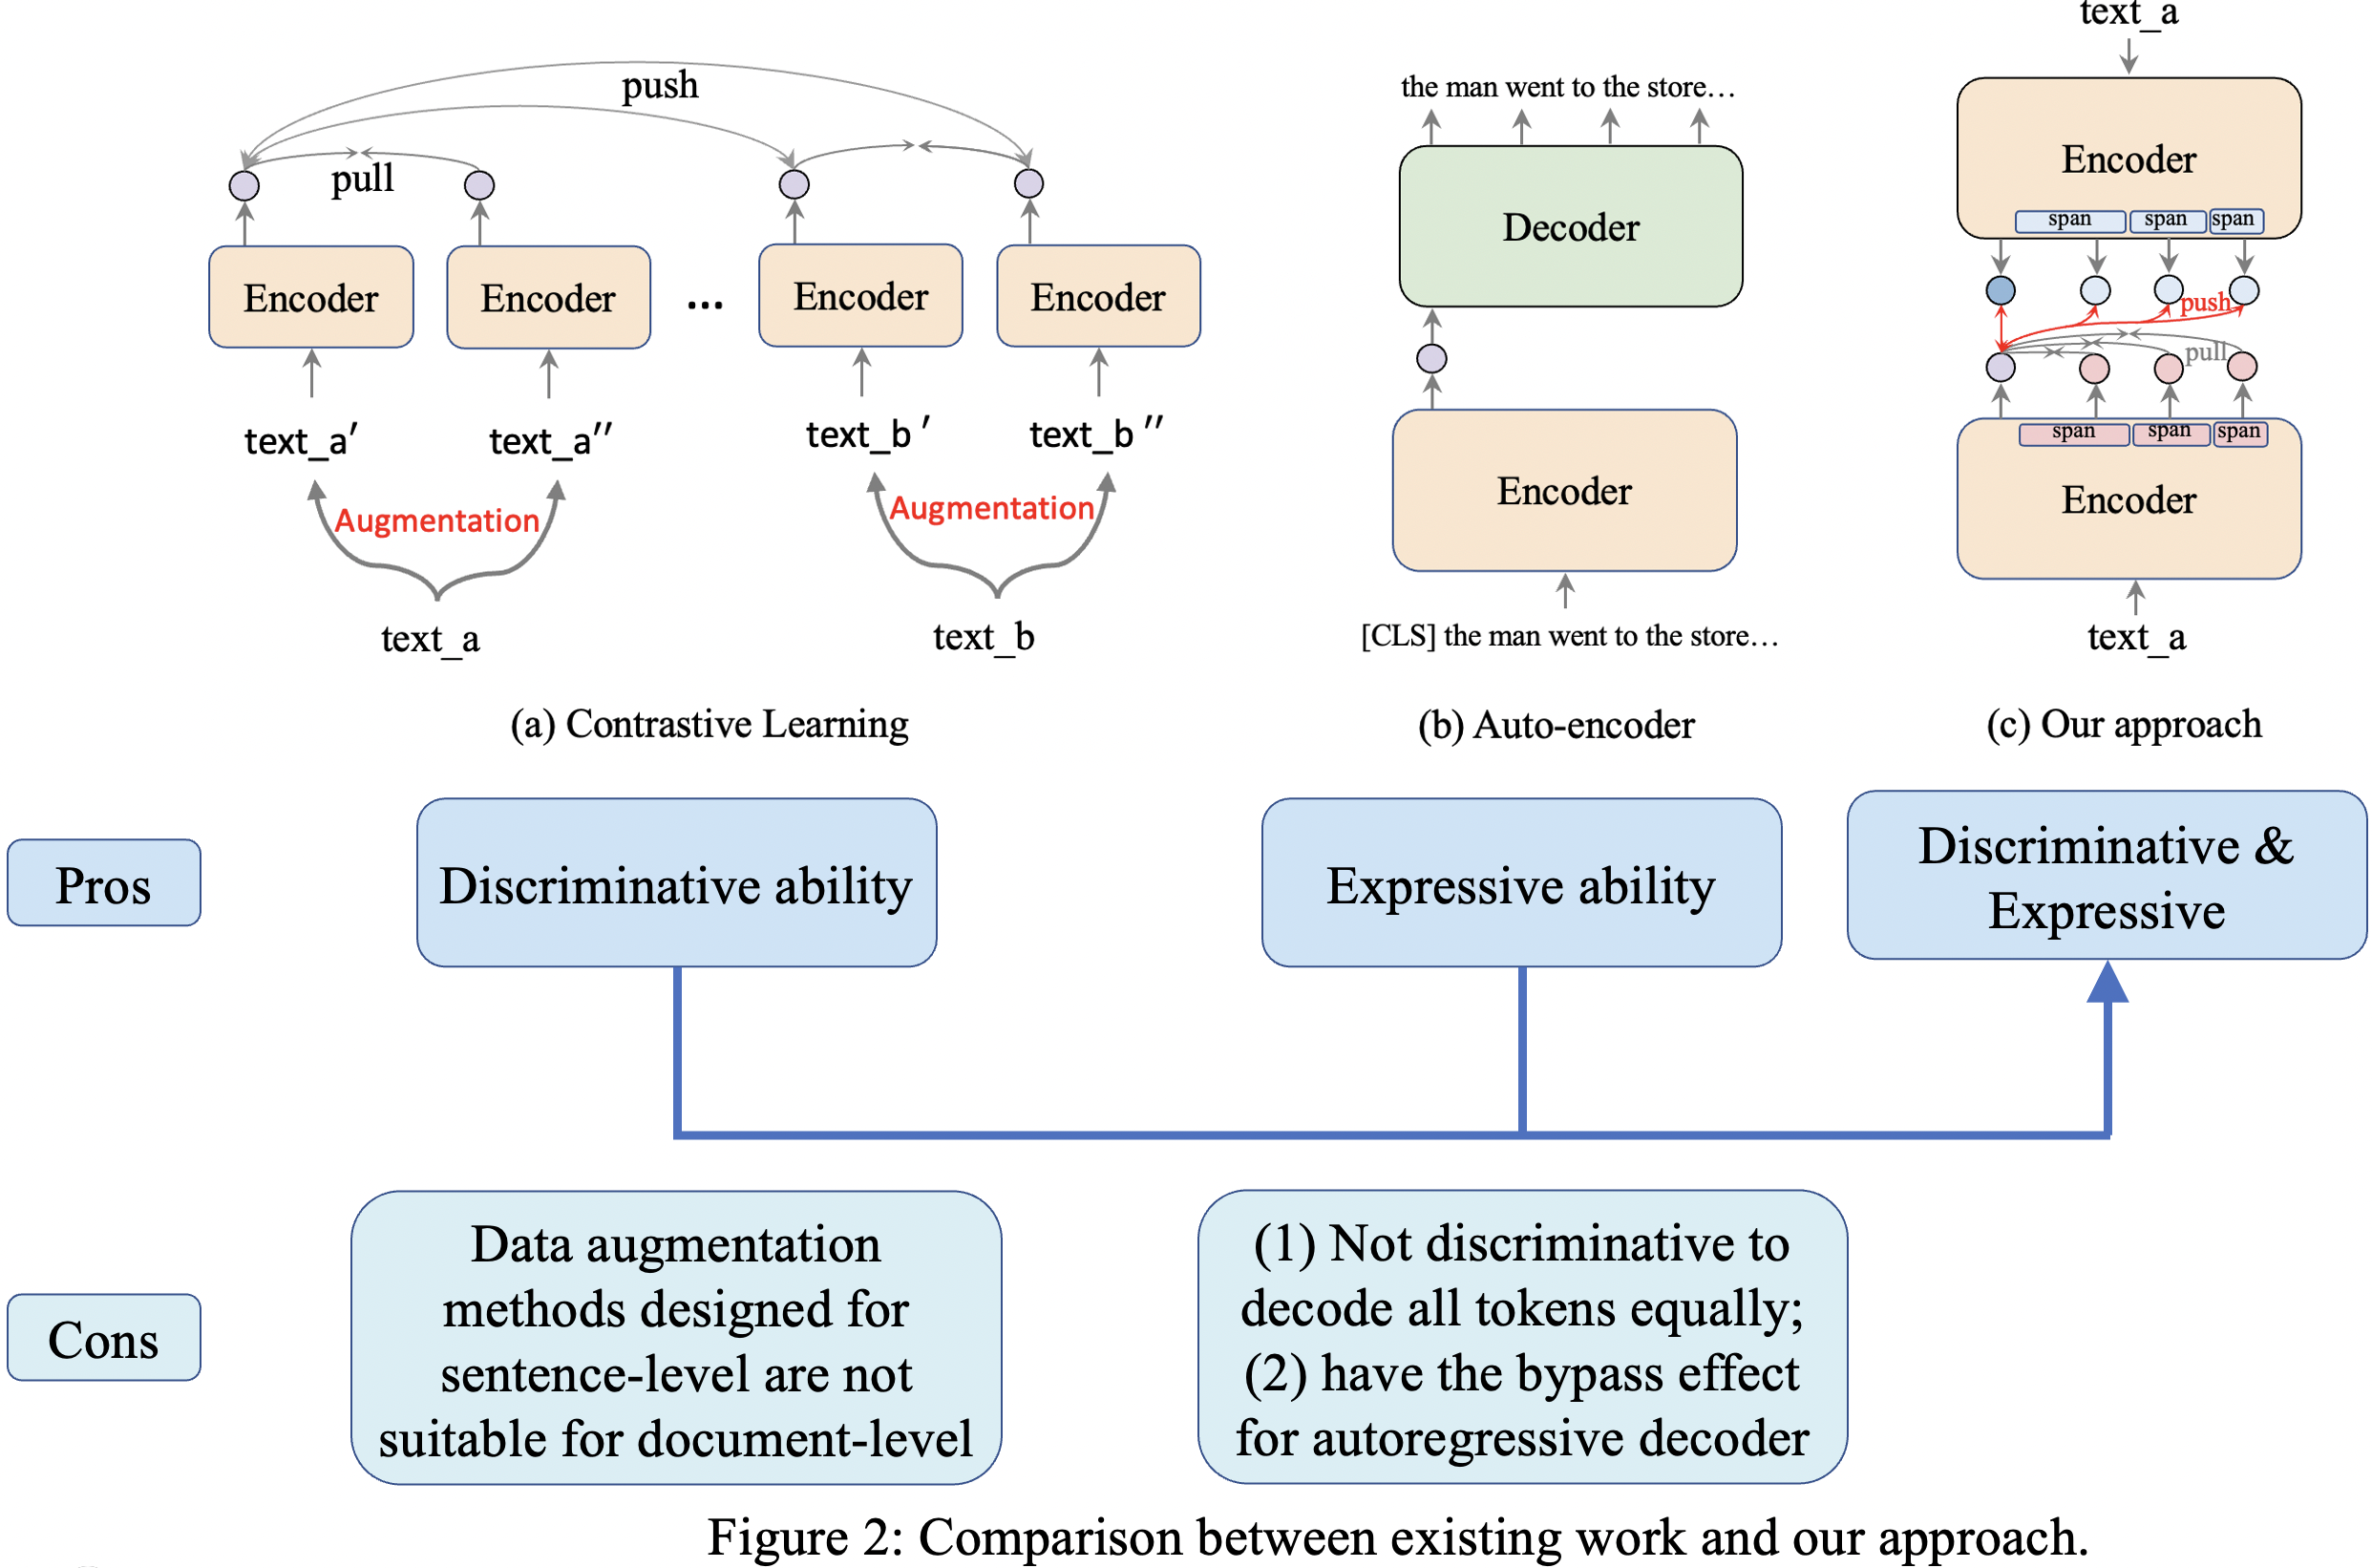 push
pull
Encoder
Encoder
...
Encoder
Encoder
text_a′
text_a′′
text_b ′
text_b ′′
Augmentation
Augmentation
text_a
text_b
(a) Contrastive Learning
the man went to the store…
Decoder
Encoder
[CLS] the man went to the store…
(b) Auto-encoder
text_a
Encoder
span span span
push
pull
span span span
Encoder
text_a
(c) Our approach
Pros
Discriminative ability
Expressive ability
Discriminative &
Expressive
Cons
Data augmentation
methods designed for
sentence-level are not
suitable for document-level
(1) Not discriminative to
decode all tokens equally;
(2) have the bypass effect
for autoregressive decoder
Figure 2: Comparison between existing work and our approach.